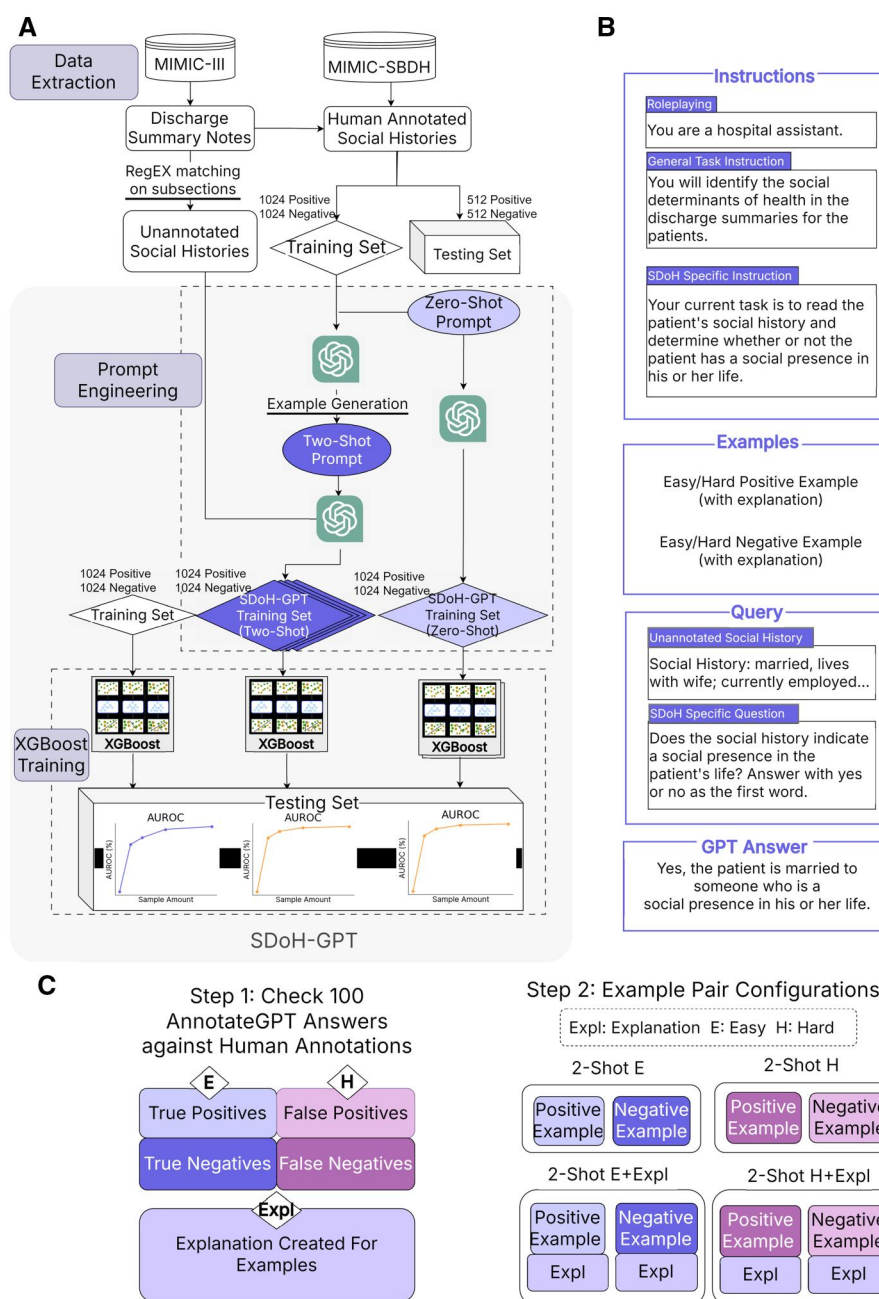 A
Data
Extraction
MIMIC-III
MIMIC-SBDH
Discharge
Summary Notes
Human Annotated
Social Histories
RegEX matching
on subsections
Unannotated
Social Histories
1024 Positive
1024 Negative
Training Set
512 Positive
512 Negative
Testing Set
Prompt
Engineering
Zero-Shot
Prompt
Example Generation
Two-Shot
Prompt
1024 Positive
1024 Negative
Training Set
1024 Positive
1024 Negative
SDoH-GPT
Training Set
(Two-Shot)
1024 Positive
1024 Negative
SDoH-GPT
Training Set
(Zero-Shot)
XGBoost
Training
XGBoost
XGBoost
XGBoost
Testing Set
AUROC
AUROC (%)
Sample Amount
AUROC
AUROC (%)
Sample Amount
AUROC
AUROC (%)
Sample Amount
SDoH-GPT
B
Instructions
Roleplaying
You are a hospital assistant.
General Task Instruction
You will identify the social
determinants of health in the
discharge summaries for the
patients.
SDoH Specific Instruction
Your current task is to read the
patient's social history and
determine whether or not the
patient has a social presence in
his or her life.
Examples
Easy/Hard Positive Example
(with explanation)
Easy/Hard Negative Example
(with explanation)
Query
Unannotated Social History
Social History: married, lives
with wife; currently employed...
SDoH Specific Question
Does the social history indicate
a social presence in the
patient's life? Answer with yes
or no as the first word.
GPT Answer
Yes, the patient is married to
someone who is a
social presence in his or her life.
C
Step 1: Check 100
AnnotateGPT Answers
against Human Annotations
E
H
True Positives
False Positives
True Negatives
False Negatives
Expl
Explanation Created For
Examples
Step 2: Example Pair Configurations
Expl: Explanation E: Easy H: Hard
2-Shot E
Positive
Example
Negative
Example
2-Shot H
Positive
Example
Negative
Example
2-Shot E+Expl
Positive
Example
Negative
Example
Expl
Expl
2-Shot H+Expl
Positive
Example
Negative
Example
Expl
Expl